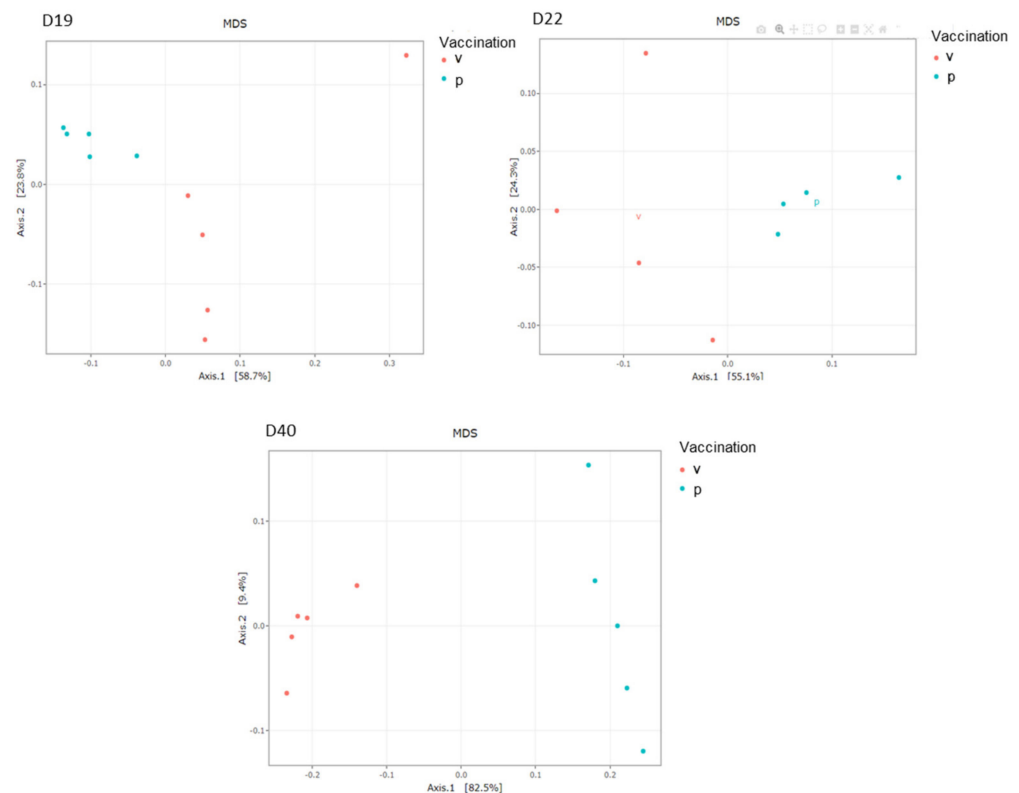 D19
MDS
Vaccination
v
p
0.1
0.0
-0.1
Axis.2 [23.8%]
-0.1
0.0
0.1
0.2
0.3
Axis.1 [58.7%]
D22
MDS
Vaccination
v
p
0.10
0.05
0.00
-0.05
-0.10
Axis.2 [24.3%]
v
p
-0.1
0.0
0.1
Axis.1 [55.1%]
D40
MDS
Vaccination
v
p
0.1
0.0
-0.1
Axis.2 [9.4%]
-0.2
-0.1
0.0
0.1
0.2
Axis.1 [82.5%]